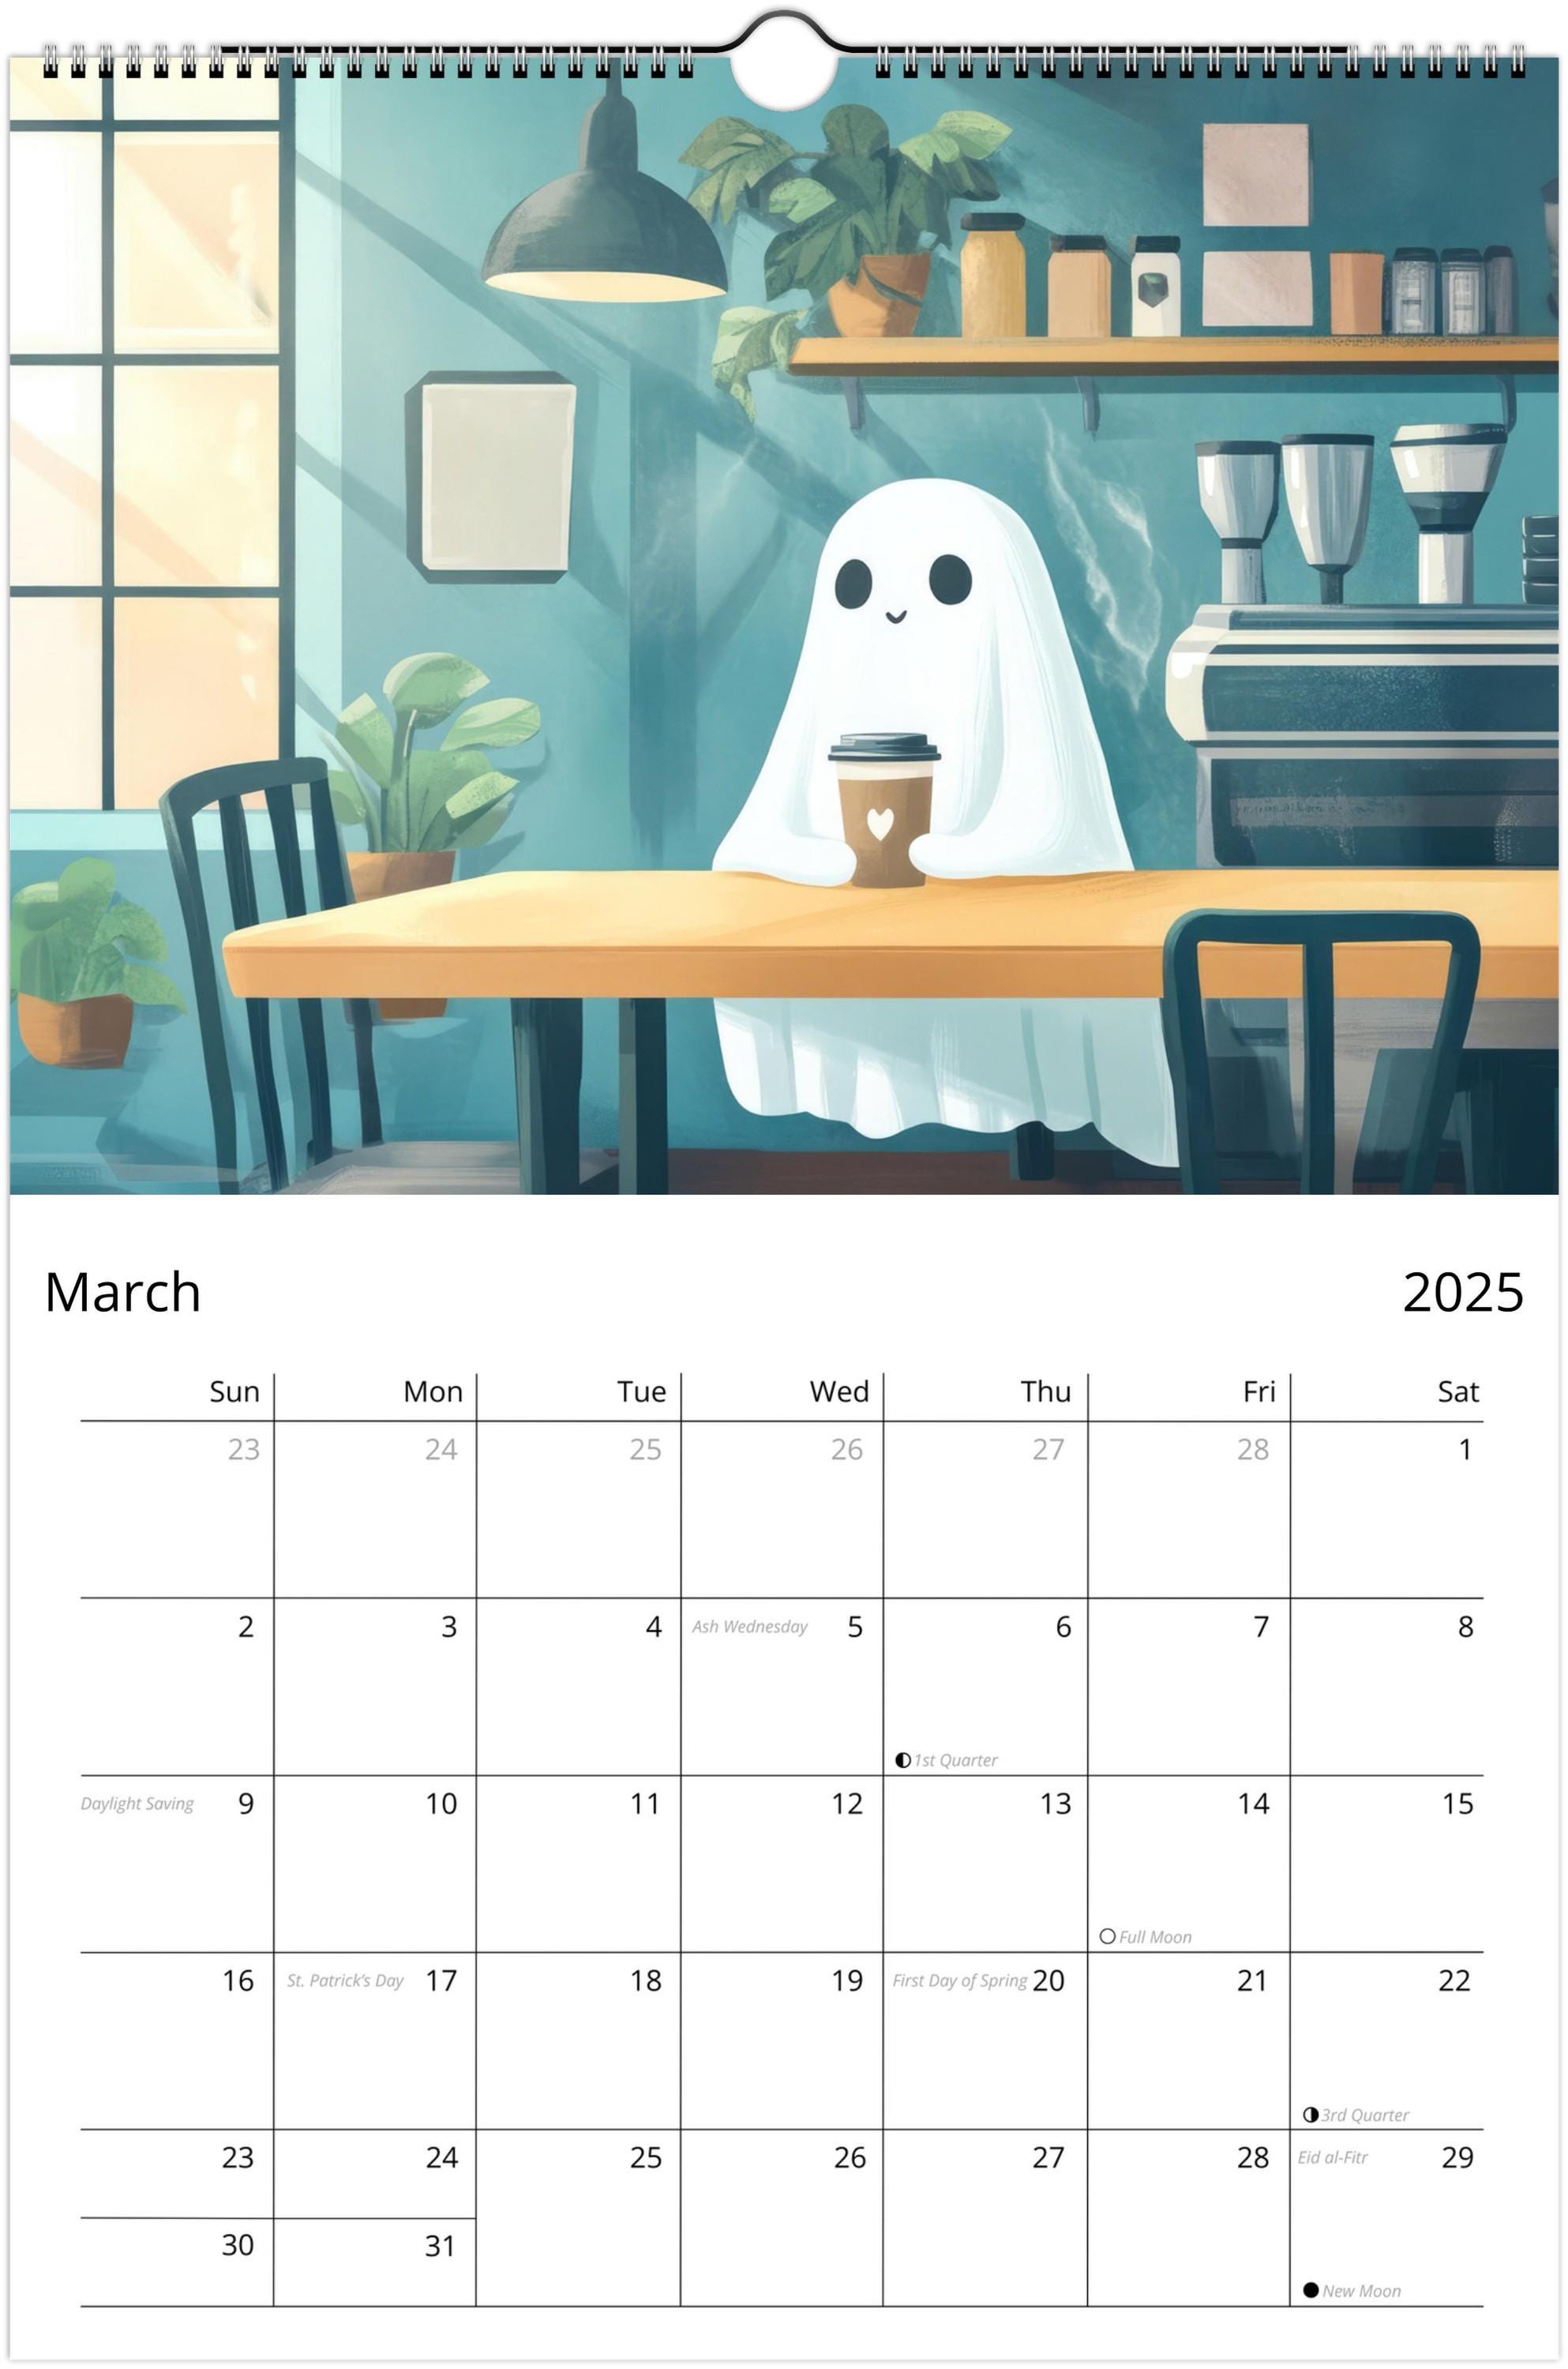 March 2025
Sun Mon Tue Wed Thu Fri Sat
23 24 25 26 27 28 1
2 3 4 Ash Wednesday 5 6 7 8
1st Quarter
Daylight Saving 9 10 11 12 13 14 15
Full Moon
16 St. Patrick's Day 17 18 19 First Day of Spring 20 21 22
3rd Quarter
23 24 25 26 27 28 Eid al-Fitr 29
30 31
New Moon